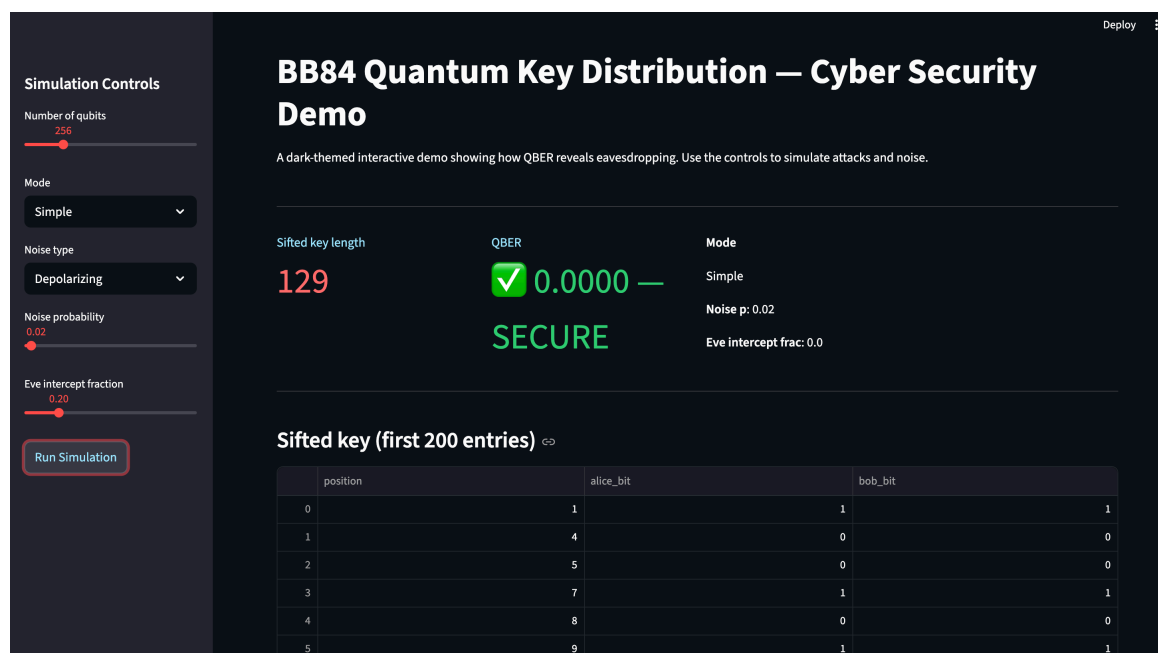 Deploy
Simulation Controls
Number of qubits
256
Mode
Simple
Noise type
Depolarizing
Noise probability
0.02
Eve intercept fraction
0.20
Run Simulation
BB84 Quantum Key Distribution — Cyber Security
Demo
A dark-themed interactive demo showing how QBER reveals eavesdropping. Use the controls to simulate attacks and noise.
Sifted key length
129
QBER
✅ 0.0000 —
SECURE
Mode
Simple
Noise p: 0.02
Eve intercept frac: 0.0
Sifted key (first 200 entries)
position alice_bit bob_bit
0 1 1 1
1 4 0 0
2 5 0 0
3 7 1 1
4 8 0 0
5 9 1 1